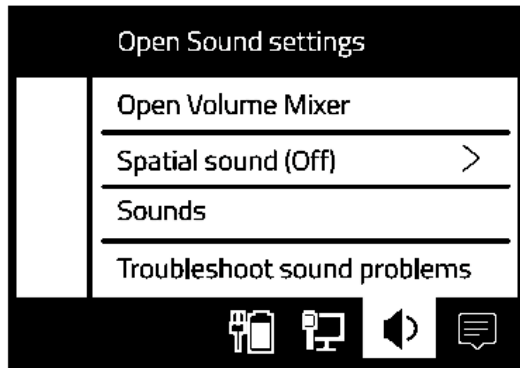 Open Sound settings
Open Volume Mixer
Spatial sound (Off)
Sounds
Troubleshoot sound problems